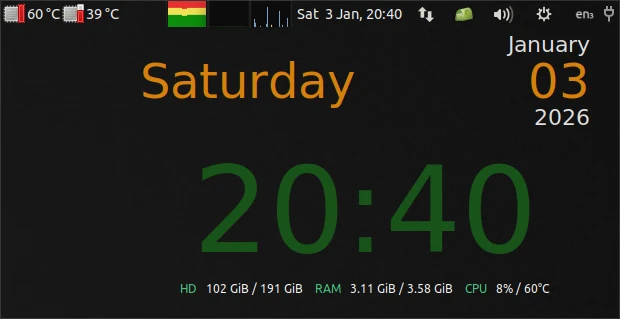 60 °C 39 °C Sat 3 Jan, 20:40 en₃
January
Saturday 03
2026
20:40
HD 102 GiB / 191 GiB RAM 3.11 GiB / 3.58 GiB CPU 8% / 60°C